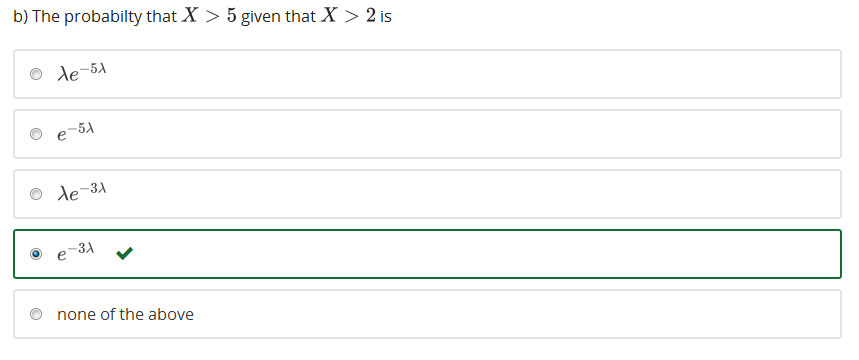 b) The probabilty that X > 5 given that X > 2 is
λe^{−5λ}
e^{−5λ}
λe^{−3λ}
e^{−3λ} ✔
none of the above